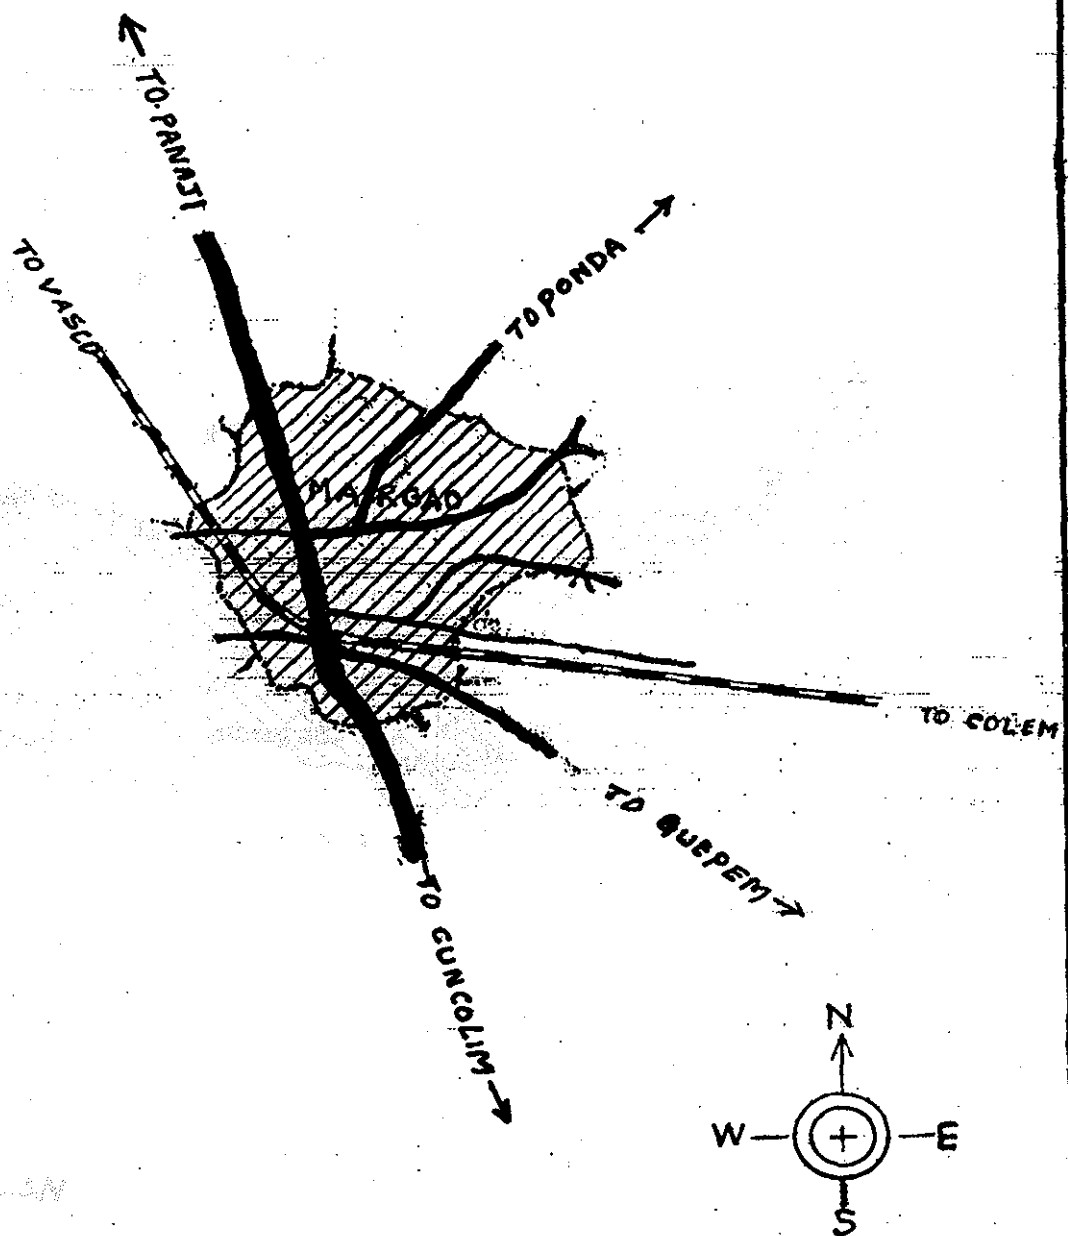 TO PANAJI
TO VASCO
TO PONDA
MARGAO
TO COLEM
TO QUEPEM
TO CUNCOLIM
N
W
E
S